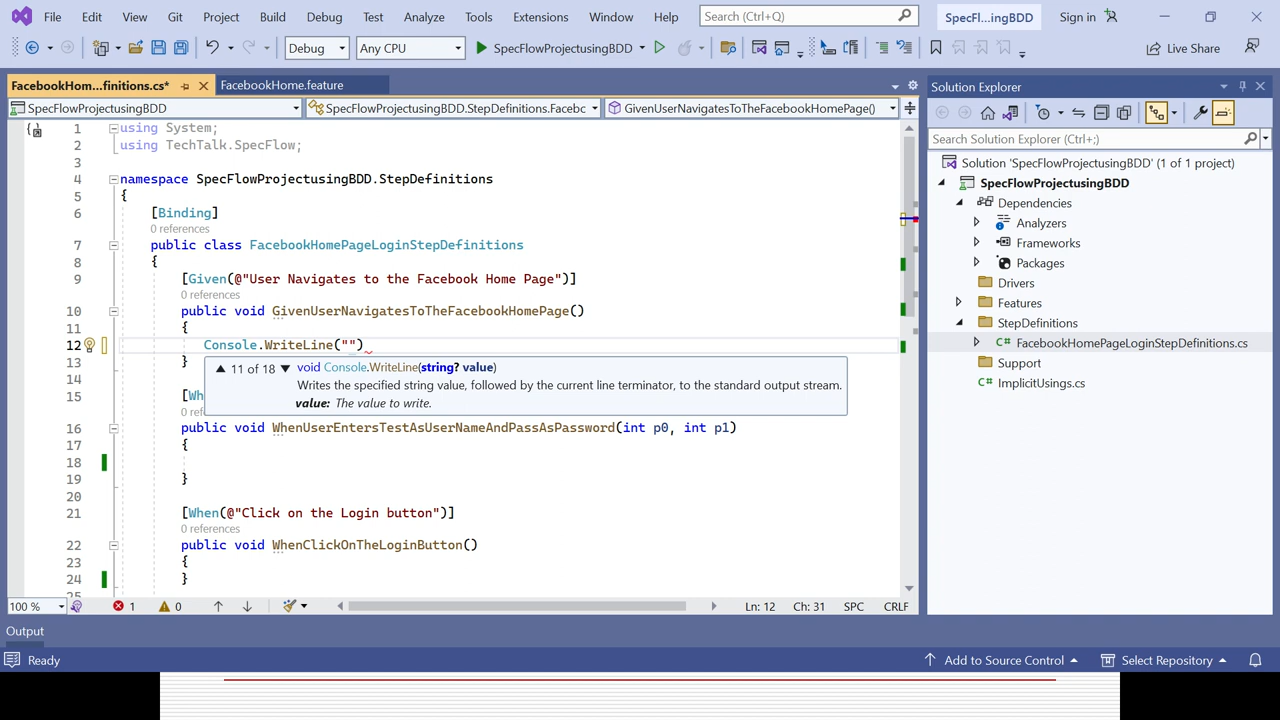 File Edit View Git Project Build Debug Test Analyze Tools Extensions Window Help Search (Ctrl+Q) SpecFl...ingBDD Sign in
Debug Any CPU SpecFlowProjectusingBDD Live Share
FacebookHom...finitions.cs* FacebookHome.feature
SpecFlowProjectusingBDD SpecFlowProjectusingBDD.StepDefinitions.Facebc GivenUserNavigatesToTheFacebookHomePage()
1 using System;
2 using TechTalk.SpecFlow;
3
4 namespace SpecFlowProjectusingBDD.StepDefinitions
5 {
6 [Binding]
0 references
7 public class FacebookHomePageLoginStepDefinitions
8 {
9 [Given(@"User Navigates to the Facebook Home Page")]
0 references
10 public void GivenUserNavigatesToTheFacebookHomePage()
11 {
12 Console.WriteLine("")
13 }
11 of 18 void Console.WriteLine(string? value)
Writes the specified string value, followed by the current line terminator, to the standard output stream.
value: The value to write.
14
15 [Wh
0 ref
16 public void WhenUserEntersTestAsUserNameAndPassAsPassword(int p0, int p1)
17 {
18
19 }
20
21 [When(@"Click on the Login button")]
0 references
22 public void WhenClickOnTheLoginButton()
23 {
24 }
25
100 % 1 0 Ln: 12 Ch: 31 SPC CRLF
Output
Ready Add to Source Control Select Repository
Solution Explorer
Search Solution Explorer (Ctrl+;)
Solution 'SpecFlowProjectusingBDD' (1 of 1 project)
SpecFlowProjectusingBDD
Dependencies
Analyzers
Frameworks
Packages
Drivers
Features
StepDefinitions
C# FacebookHomePageLoginStepDefinitions.cs
Support
C# ImplicitUsings.cs